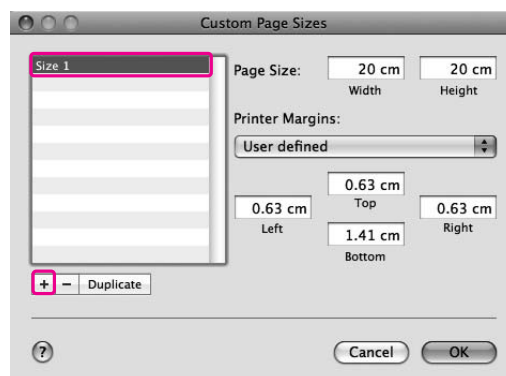 Custom Page Sizes
Size 1
Page Size:
20 cm
20 cm
Width
Height
Printer Margins:
User defined
0.63 cm
Top
0.63 cm
Left
0.63 cm
Right
1.41 cm
Bottom
+ − Duplicate
?
Cancel
OK